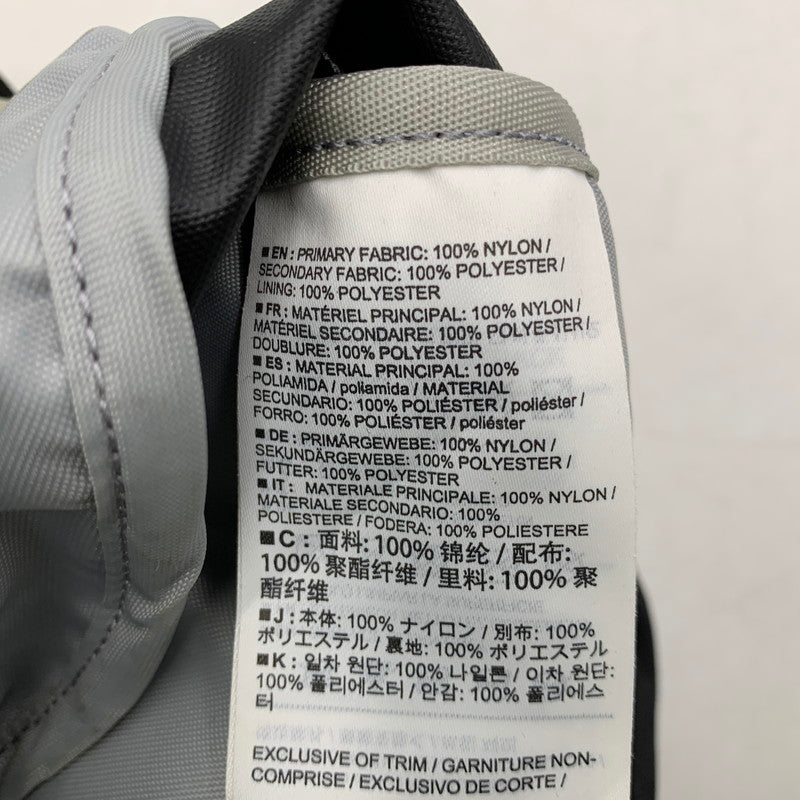 ■ EN : PRIMARY FABRIC: 100% NYLON /
SECONDARY FABRIC: 100% POLYESTER /
LINING: 100% POLYESTER
■ FR : MATÉRIEL PRINCIPAL: 100% NYLON /
MATÉRIEL SECONDAIRE: 100% POLYESTER /
DOUBLURE: 100% POLYESTER
■ ES : MATERIAL PRINCIPAL: 100%
POLIAMIDA / poliamida / MATERIAL
SECUNDARIO: 100% POLIÉSTER / poliéster /
FORRO: 100% POLIÉSTER / poliéster
■ DE : PRIMÄRGEWEBE: 100% NYLON /
SEKUNDÄRGEWEBE: 100% POLYESTER /
FUTTER: 100% POLYESTER
■ IT : MATERIALE PRINCIPALE: 100% NYLON /
MATERIALE SECONDARIO: 100%
POLIESTERE / FODERA: 100% POLIESTERE
■ C : 面料: 100% 锦纶 / 配布:
100% 聚酯纤维 / 里料: 100% 聚
酯纤维
■ J : 本体: 100% ナイロン / 別布: 100%
ポリエステル / 裏地: 100% ポリエステル
■ K : 일차 원단: 100% 나일론 / 이차 원단:
100% 폴리에스터 / 안감: 100% 폴리에스
터
EXCLUSIVE OF TRIM / GARNITURE NON-
COMPRISE / EXCLUSIVO DE CORTE /